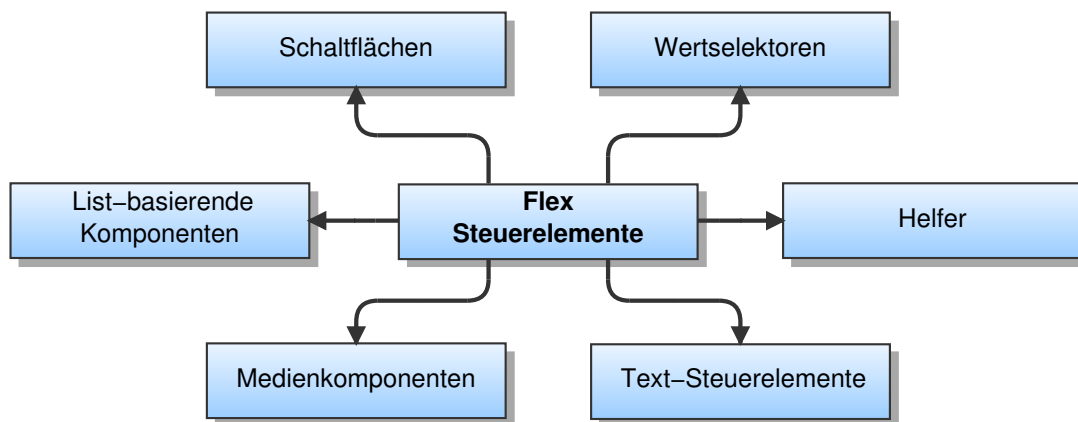 Schaltflächen
Wertselektoren
List−basierende
Komponenten
Flex
Steuerelemente
Helfer
Medienkomponenten
Text−Steuerelemente